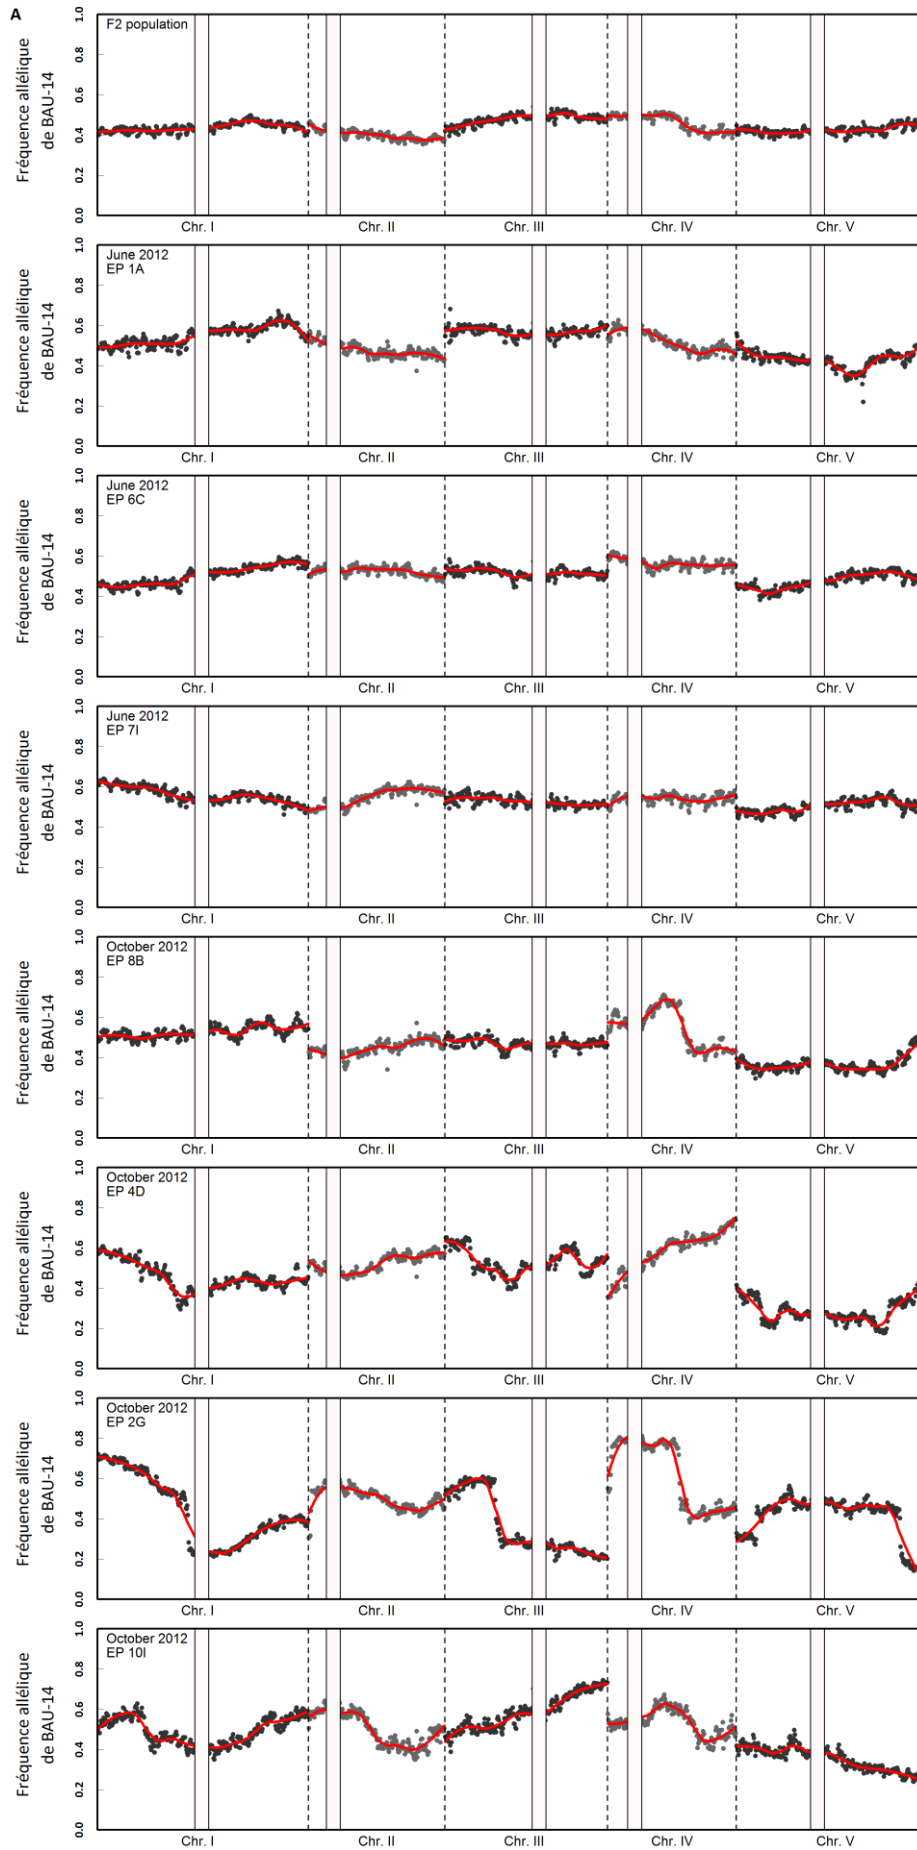 A
F2 population
Fréquence allélique
de BAU-14
0.0 0.2 0.4 0.6 0.8 1.0
Chr. I Chr. II Chr. III Chr. IV Chr. V
June 2012
EP 1A
Fréquence allélique
de BAU-14
0.0 0.2 0.4 0.6 0.8 1.0
Chr. I Chr. II Chr. III Chr. IV Chr. V
June 2012
EP 6C
Fréquence allélique
de BAU-14
0.0 0.2 0.4 0.6 0.8 1.0
Chr. I Chr. II Chr. III Chr. IV Chr. V
June 2012
EP 7I
Fréquence allélique
de BAU-14
0.0 0.2 0.4 0.6 0.8 1.0
Chr. I Chr. II Chr. III Chr. IV Chr. V
October 2012
EP 8B
Fréquence allélique
de BAU-14
0.0 0.2 0.4 0.6 0.8 1.0
Chr. I Chr. II Chr. III Chr. IV Chr. V
October 2012
EP 4D
Fréquence allélique
de BAU-14
0.0 0.2 0.4 0.6 0.8 1.0
Chr. I Chr. II Chr. III Chr. IV Chr. V
October 2012
EP 2G
Fréquence allélique
de BAU-14
0.0 0.2 0.4 0.6 0.8 1.0
Chr. I Chr. II Chr. III Chr. IV Chr. V
October 2012
EP 10I
Fréquence allélique
de BAU-14
0.0 0.2 0.4 0.6 0.8 1.0
Chr. I Chr. II Chr. III Chr. IV Chr. V